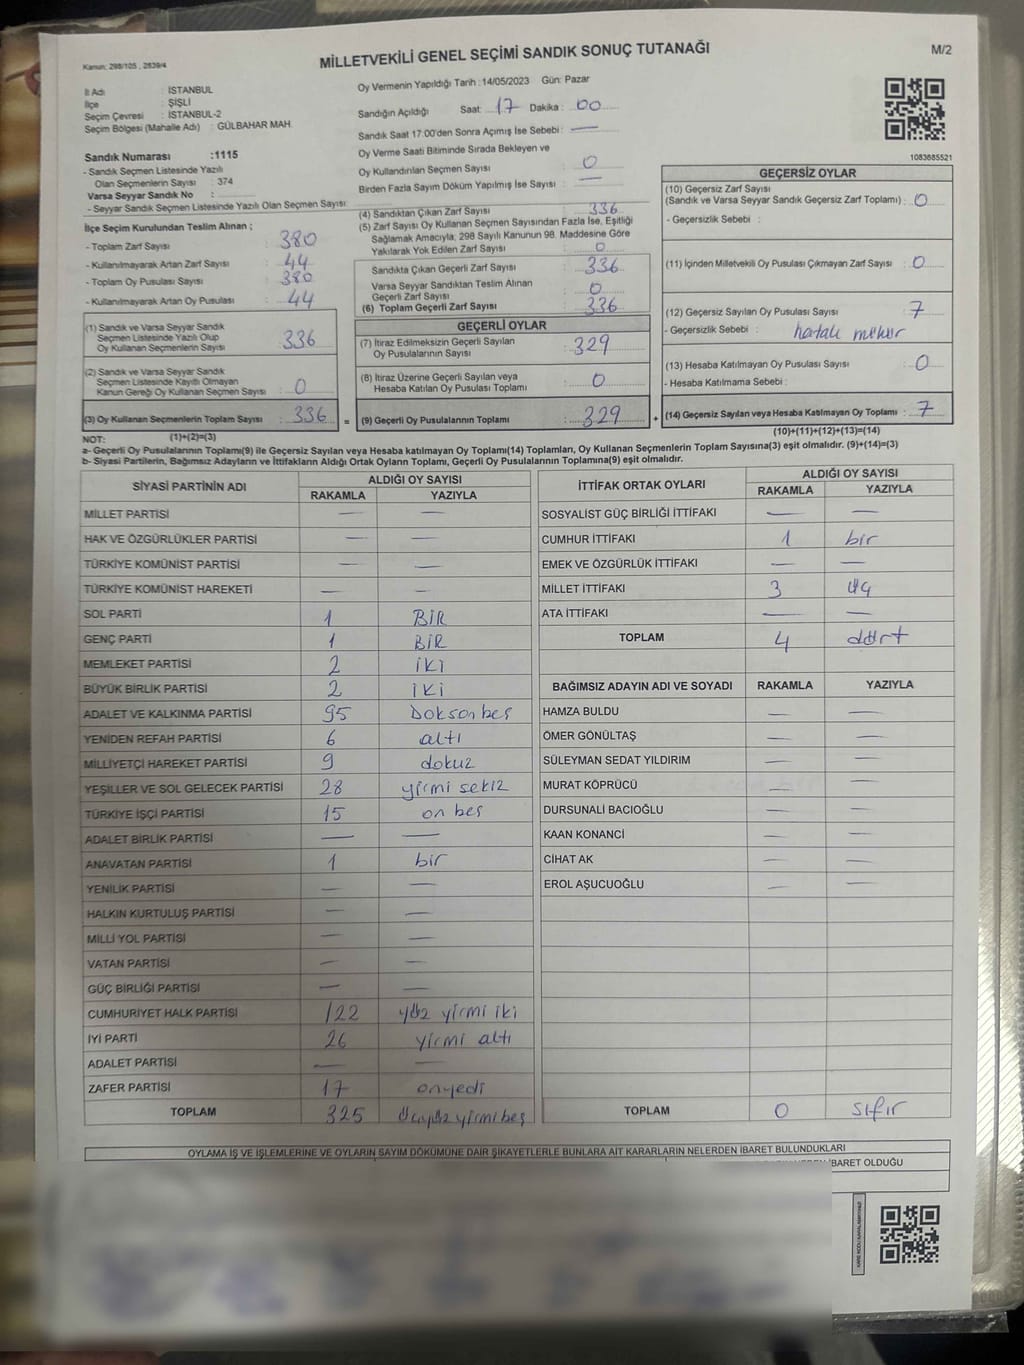 MİLLETVEKİLİ GENEL SEÇİMİ SANDIK SONUÇ TUTANAĞI
M/2
Kanun: 298/105 , 2839/4
İl Adı : İSTANBUL
İlçe : ŞİŞLİ
Seçim Çevresi : İSTANBUL-2
Seçim Bölgesi (Mahalle Adı) : GÜLBAHAR MAH.
Sandık Numarası :1115
- Sandık Seçmen Listesinde Yazılı
Olan Seçmenlerin Sayısı : 374
Varsa Seyyar Sandık No :
- Seyyar Sandık Seçmen Listesinde Yazılı Olan Seçmen Sayısı:
İlçe Seçim Kurulundan Teslim Alınan ;
- Toplam Zarf Sayısı : 380
- Kullanılmayarak Artan Zarf Sayısı : 44
- Toplam Oy Pusulası Sayısı : 380
- Kullanılmayarak Artan Oy Pusulası : 44
(1) Sandık ve Varsa Seyyar Sandık
Seçmen Listesinde Yazılı Olup
Oy Kullanan Seçmenlerin Sayısı : 336
(2) Sandık ve Varsa Seyyar Sandık
Seçmen Listesinde Kayıtlı Olmayan
Kanun Gereği Oy Kullanan Seçmen Sayısı : 0
(3) Oy Kullanan Seçmenlerin Toplam Sayısı : 336 =
(1)+(2)=(3)
Oy Vermenin Yapıldığı Tarih :14/05/2023 Gün: Pazar
Sandığın Açıldığı Saat: 17 Dakika : 00
Sandık Saat 17:00'den Sonra Açımış İse Sebebi : —
Oy Verme Saati Bitiminde Sırada Bekleyen ve
Oy Kullandırılan Seçmen Sayısı : 0
Birden Fazla Sayım Döküm Yapılmış İse Sayısı : —
(4) Sandıktan Çıkan Zarf Sayısı : 336
(5) Zarf Sayısı Oy Kullanan Seçmen Sayısından Fazla İse, Eşitliği
Sağlamak Amacıyla, 298 Sayılı Kanunun 98. Maddesine Göre
Yakılarak Yok Edilen Zarf Sayısı : 0
Sandıkta Çıkan Geçerli Zarf Sayısı : 336
Varsa Seyyar Sandıktan Teslim Alınan
Geçerli Zarf Sayısı : 0
(6) Toplam Geçerli Zarf Sayısı : 336
GEÇERLİ OYLAR
(7) İtiraz Edilmeksizin Geçerli Sayılan
Oy Pusulalarının Sayısı : 329
(8) İtiraz Üzerine Geçerli Sayılan veya
Hesaba Katılan Oy Pusulası Toplamı : 0
(9) Geçerli Oy Pusulalarının Toplamı : 329 +
1083685521
GEÇERSİZ OYLAR
(10) Geçersiz Zarf Sayısı
(Sandık ve Varsa Seyyar Sandık Geçersiz Zarf Toplamı) : 0
- Geçersizlik Sebebi :
(11) İçinden Milletvekili Oy Pusulası Çıkmayan Zarf Sayısı : 0
(12) Geçersiz Sayılan Oy Pusulası Sayısı : 7
- Geçersizlik Sebebi : hatalı mühür
(13) Hesaba Katılmayan Oy Pusulası Sayısı : 0
- Hesaba Katılmama Sebebi :
(14) Geçersiz Sayılan veya Hesaba Katılmayan Oy Toplamı : 7
(10)+(11)+(12)+(13)=(14)
NOT:
a- Geçerli Oy Pusulalarının Toplamı(9) ile Geçersiz Sayılan veya Hesaba katılmayan Oy Toplamı(14) Toplamları, Oy Kullanan Seçmenlerin Toplam Sayısına(3) eşit olmalıdır. (9)+(14)=(3)
b- Siyasi Partilerin, Bağımsız Adayların ve İttifakların Aldığı Ortak Oyların Toplamı, Geçerli Oy Pusulalarının Toplamına(9) eşit olmalıdır.
SİYASİ PARTİNİN ADI ALDIĞI OY SAYISI
RAKAMLA YAZIYLA
MİLLET PARTİSİ — —
HAK VE ÖZGÜRLÜKLER PARTİSİ — —
TÜRKİYE KOMÜNİST PARTİSİ — —
TÜRKİYE KOMÜNİST HAREKETİ — —
SOL PARTİ 1 BİR
GENÇ PARTİ 1 BİR
MEMLEKET PARTİSİ 2 İKİ
BÜYÜK BİRLİK PARTİSİ 2 İKİ
ADALET VE KALKINMA PARTİSİ 95 Doksan beş
YENİDEN REFAH PARTİSİ 6 altı
MİLLİYETÇİ HAREKET PARTİSİ 9 dokuz
YEŞİLLER VE SOL GELECEK PARTİSİ 28 yirmi sekiz
TÜRKİYE İŞÇİ PARTİSİ 15 on beş
ADALET BİRLİK PARTİSİ — —
ANAVATAN PARTİSİ 1 bir
YENİLİK PARTİSİ — —
HALKIN KURTULUŞ PARTİSİ — —
MİLLİ YOL PARTİSİ — —
VATAN PARTİSİ — —
GÜÇ BİRLİĞİ PARTİSİ — —
CUMHURİYET HALK PARTİSİ 122 yüz yirmi iki
İYİ PARTİ 26 yirmi altı
ADALET PARTİSİ — —
ZAFER PARTİSİ 17 onyedi
TOPLAM 325 üçyüz yirmi beş
İTTİFAK ORTAK OYLARI ALDIĞI OY SAYISI
RAKAMLA YAZIYLA
SOSYALİST GÜÇ BİRLİĞİ İTTİFAKI — —
CUMHUR İTTİFAKI 1 bir
EMEK VE ÖZGÜRLÜK İTTİFAKI — —
MİLLET İTTİFAKI 3 üç
ATA İTTİFAKI — —
TOPLAM 4 dört
BAĞIMSIZ ADAYIN ADI VE SOYADI RAKAMLA YAZIYLA
HAMZA BULDU — —
ÖMER GÖNÜLTAŞ — —
SÜLEYMAN SEDAT YILDIRIM — —
MURAT KÖPRÜCÜ — —
DURSUNALİ BACIOĞLU — —
KAAN KONANCİ — —
CİHAT AK — —
EROL AŞUCUOĞLU — —
TOPLAM 0 sıfır
OYLAMA İŞ VE İŞLEMLERİNE VE OYLARIN SAYIM DÖKÜMÜNE DAİR ŞİKAYETLERLE BUNLARA AİT KARARLARIN NELERDEN İBARET BULUNDUKLARI
İBARET OLDUĞU